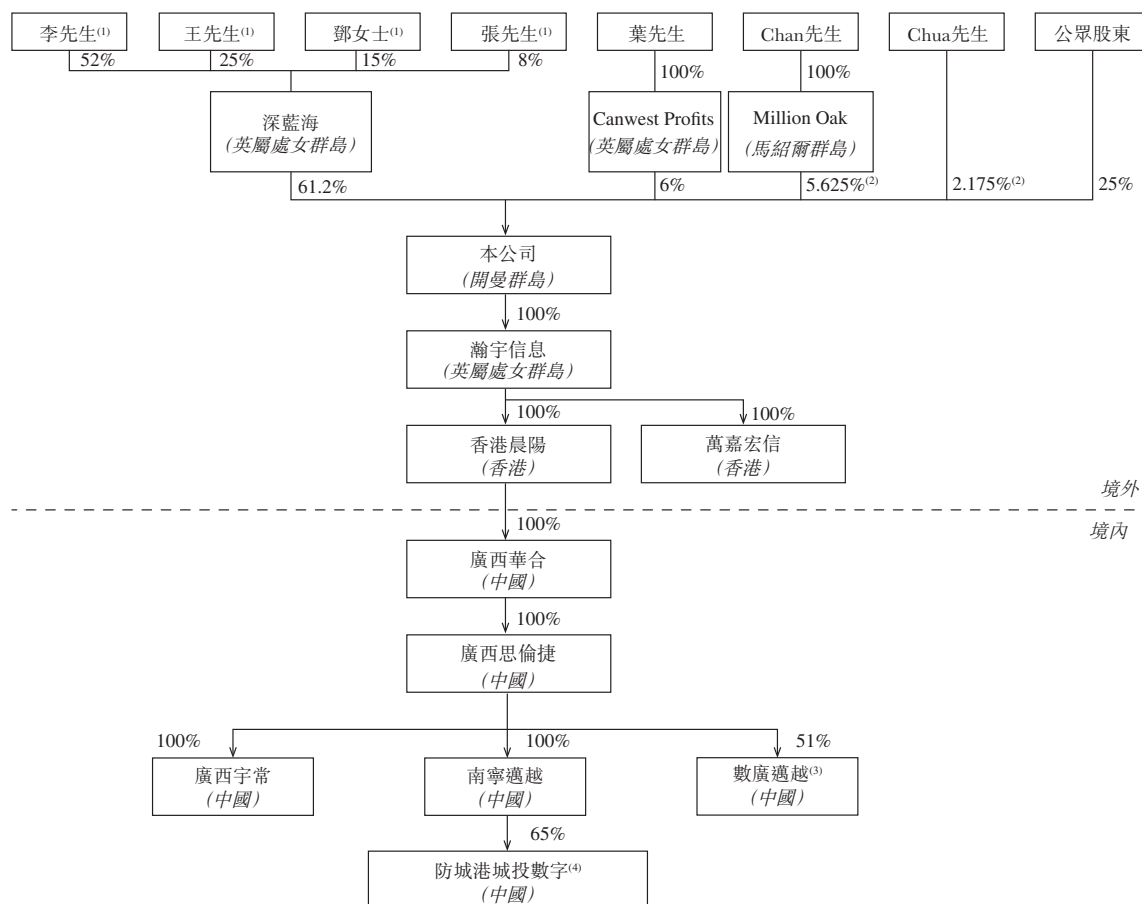 李先生(1)
王先生(1)
鄧女士(1)
張先生(1)
葉先生
Chan先生
Chua先生
公眾股東
52%
25%
15%
8%
100%
100%
深藍海
(英屬處女群島)
Canwest Profits
(英屬處女群島)
Million Oak
(馬紹爾群島)
61.2%
6%
5.625%(2)
2.175%(2)
25%
本公司
(開曼群島)
100%
瀚宇信息
(英屬處女群島)
100%
100%
香港晨陽
(香港)
萬嘉宏信
(香港)
境外
境內
100%
廣西華合
(中國)
100%
廣西思倫捷
(中國)
100%
100%
51%
廣西宇常
(中國)
南寧邁越
(中國)
數廣邁越(3)
(中國)
65%
防城港城投數字(4)
(中國)